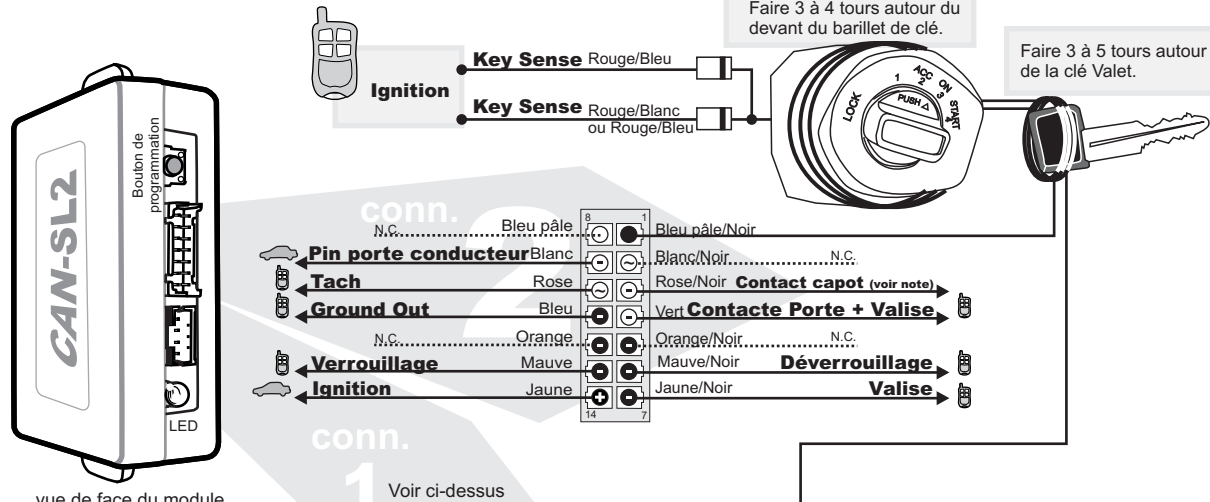 Faire 3 à 4 tours autour du
devant du barillet de clé.
Faire 3 à 5 tours autour
de la clé Valet.
Key Sense Rouge/Bleu
Ignition
Key Sense Rouge/Blanc
ou Rouge/Bleu
LOCK
1
ACC
2
ON
3
START
4
PUSH
CAN-SL2
Bouton de
programmation
LED
vue de face du module
conn.
2
8
1
N.C. Bleu pâle
Bleu pâle/Noir
Pin porte conducteur Blanc
Blanc/Noir N.C.
Tach Rose
Rose/Noir Contact capot (voir note)
Ground Out Bleu
Vert Contacte Porte + Valise
N.C. Orange
Orange/Noir N.C.
Verrouillage Mauve
Mauve/Noir Déverrouillage
Ignition Jaune
Jaune/Noir Valise
14
7
conn.
1
Voir ci-dessus